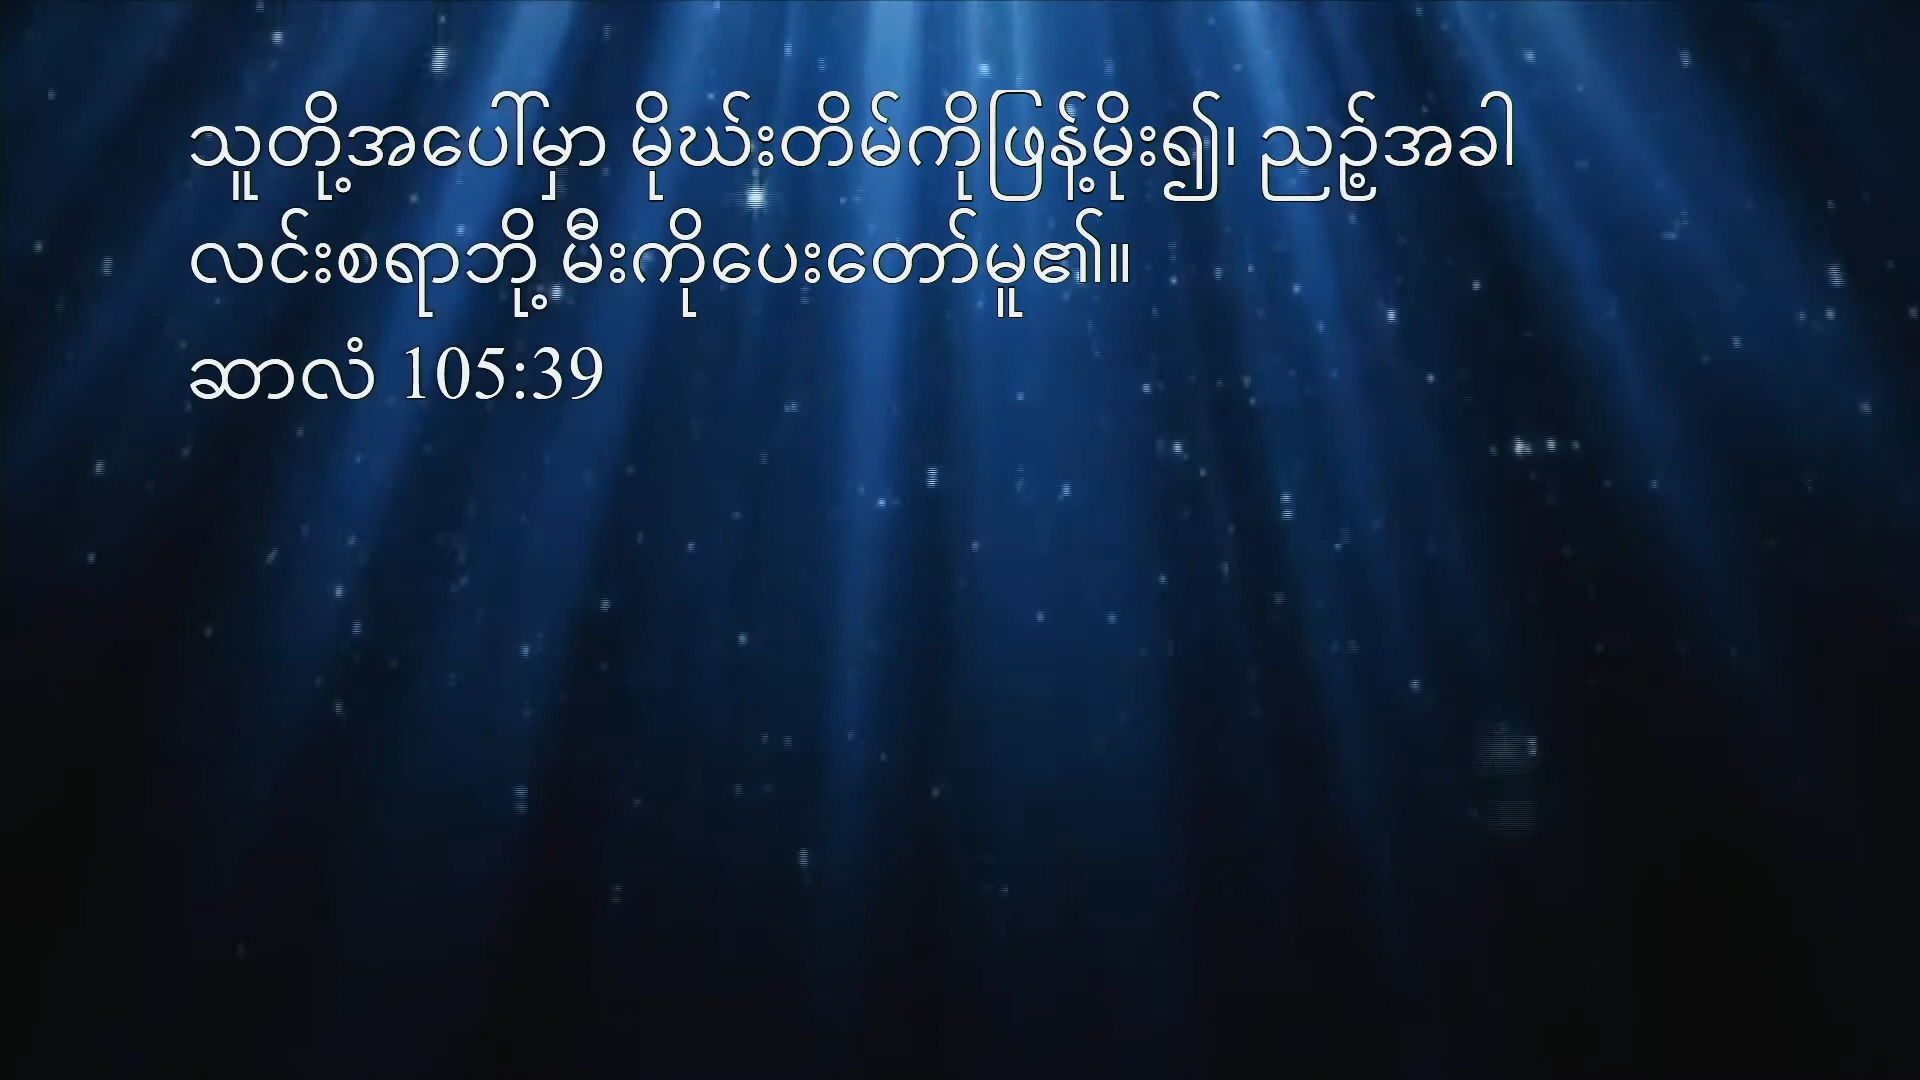 သူတို့အပေါ်မှာ မိုဃ်းတိမ်ကိုဖြန့်မိုး၍၊ ညဉ့်အခါ
လင်းစရာဘို့ မီးကိုပေးတော်မူ၏။
ဆာလံ 105:39